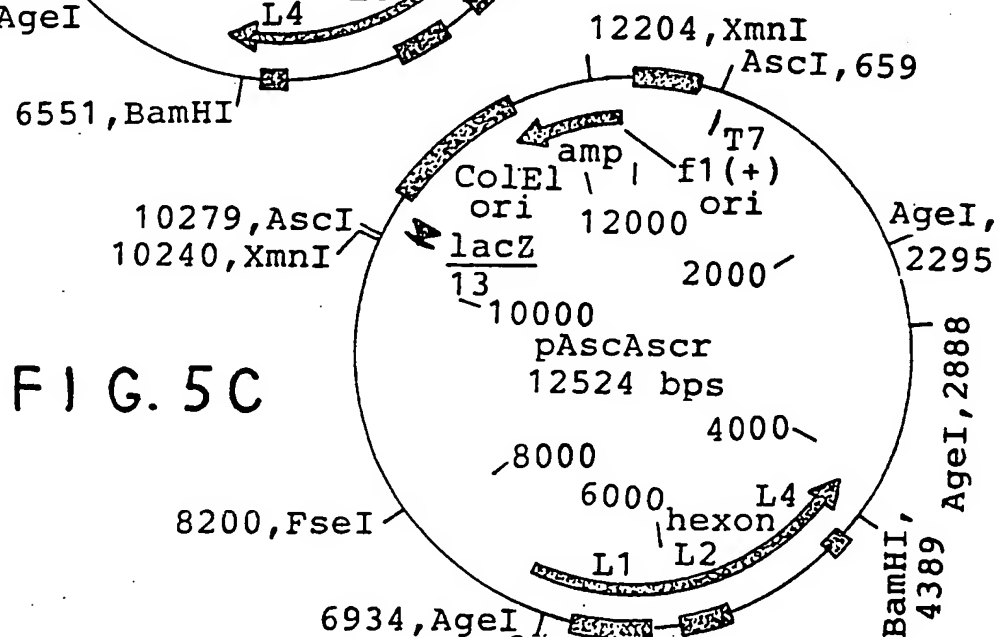 AgeI
L4
6551,BamHI
12204,XmnI
AscI,659
T7
amp
f1(+)
ori
ColEl
ori
12000
10279,AscI
10240,XmnI
lacZ
13
AgeI,
2295
2000
10000
pAscAscr
12524 bps
AgeI,2888
FIG. 5C
4000
8000
6000
L4
hexon
8200,FseI
L1
L2
BamHI,
4389
6934,AgeI